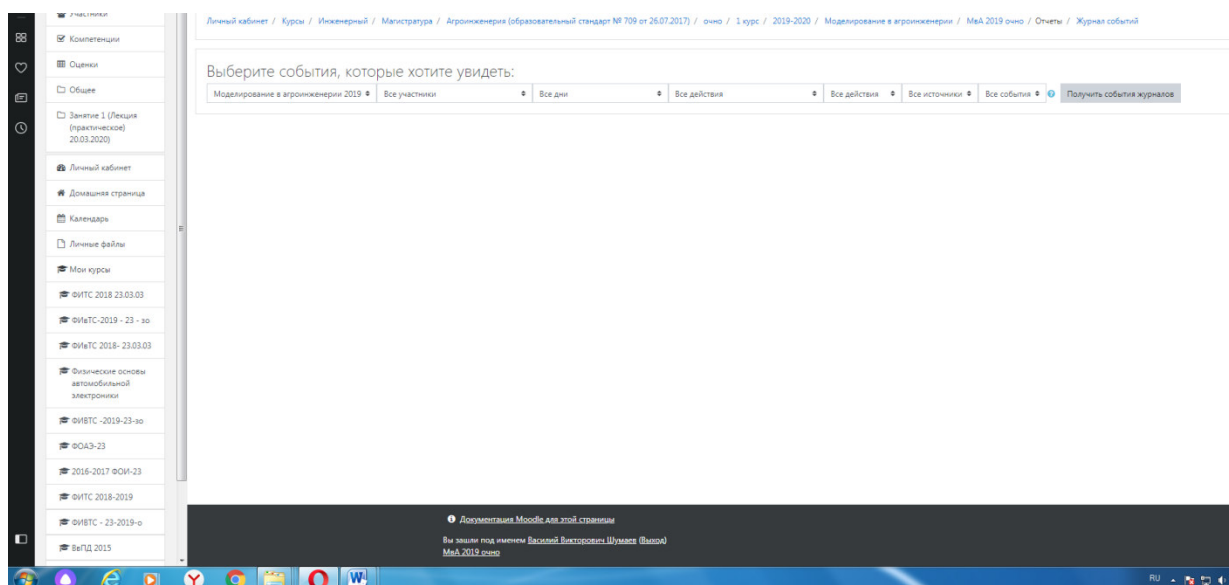 Участники
Личный кабинет / Курсы / Инженерный / Магистратура / Агроинженерия (образовательный стандарт № 709 от 26.07.2017) / очно / 1 курс / 2019-2020 / Моделирование в агроинженерии / МвА 2019 очно / Отчеты / Журнал событий
Компетенции
Оценки
Общее
Занятие 1 (Лекция
(практическое)
20.03.2020)
Личный кабинет
Домашняя страница
Календарь
Личные файлы
Мои курсы
ФИТС 2018 23.03.03
ФИвТС-2019 - 23 - зо
ФИвТС 2018- 23.03.03
Физические основы
автомобильной
электроники
ФИВТС -2019-23-зо
ФОАЭ-23
2016-2017 ФОИ-23
ФИТС 2018-2019
ФИВТС - 23-2019-о
ВеПД 2015
Выберите события, которые хотите увидеть:
Моделирование в агроинженерии 2019 Все участники Все дни Все действия Все действия Все источники Все события Получить события журналов
Документация Moodle для этой страницы
Вы зашли под именем Василий Викторович Шумаев (Выход)
МвА 2019 очно
RU